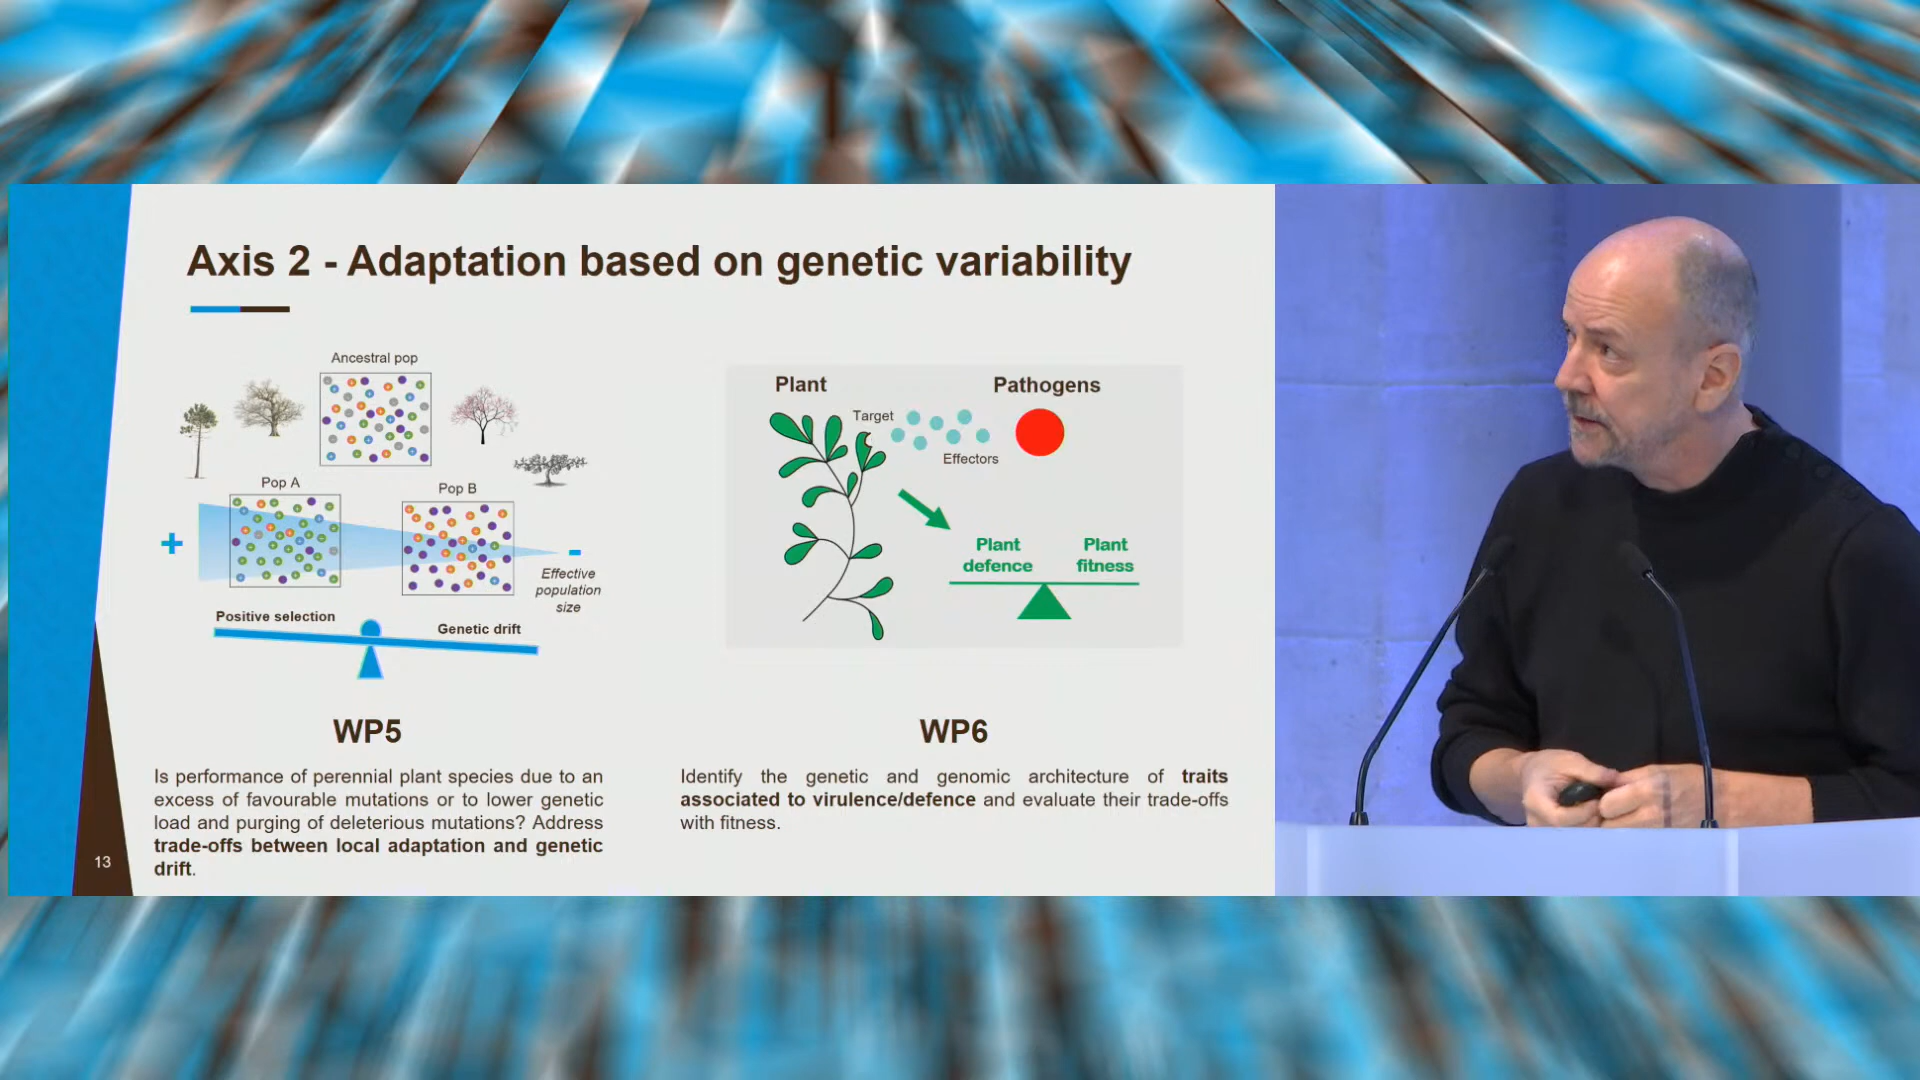 Axis 2 - Adaptation based on genetic variability
Ancestral pop
Pop A
Pop B
+
-
Effective
population
size
Positive selection
Genetic drift
WP5
Is performance of perennial plant species due to an
excess of favourable mutations or to lower genetic
load and purging of deleterious mutations? Address
trade-offs between local adaptation and genetic
drift.
Plant
Pathogens
Target
Effectors
Plant
defence
Plant
fitness
WP6
Identify the genetic and genomic architecture of traits
associated to virulence/defence and evaluate their trade-offs
with fitness.
13